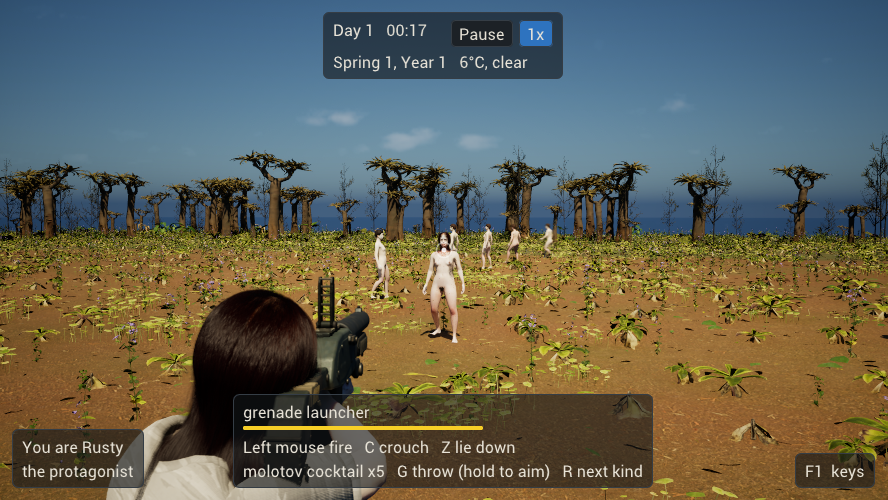 Day 1 00:17 Pause 1x
Spring 1, Year 1 6°C, clear
grenade launcher
Left mouse fire C crouch Z lie down
molotov cocktail x5 G throw (hold to aim) R next kind
You are Rusty
the protagonist
F1 keys